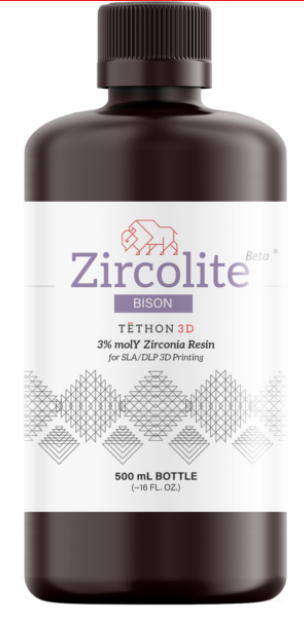 Zircolite Beta *
BISON
TĒTHON 3D
3% molY Zirconia Resin
for SLA/DLP 3D Printing
500 mL BOTTLE
(~16 FL. OZ.)